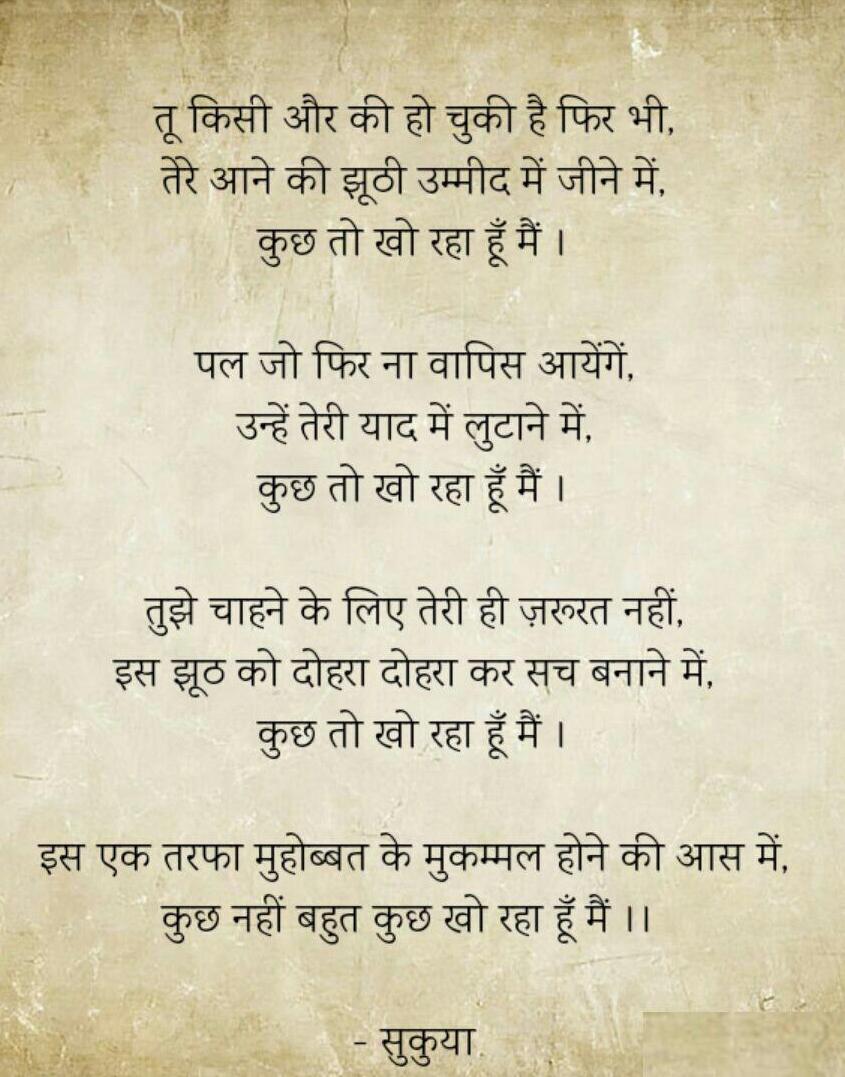 तू किसी और की हो चुकी है फिर भी,
तेरे आने की झूठी उम्मीद में जीने में,
कुछ तो खो रहा हूँ मैं ।
पल जो फिर ना वापिस आयेंगें,
उन्हें तेरी याद में लुटाने में,
कुछ तो खो रहा हूँ मैं ।
तुझे चाहने के लिए तेरी ही ज़रूरत नहीं,
इस झूठ को दोहरा दोहरा कर सच बनाने में,
कुछ तो खो रहा हूँ मैं ।
इस एक तरफा मुहोब्बत के मुकम्मल होने की आस में,
कुछ नहीं बहुत कुछ खो रहा हूँ मैं ।।
- सुकुया